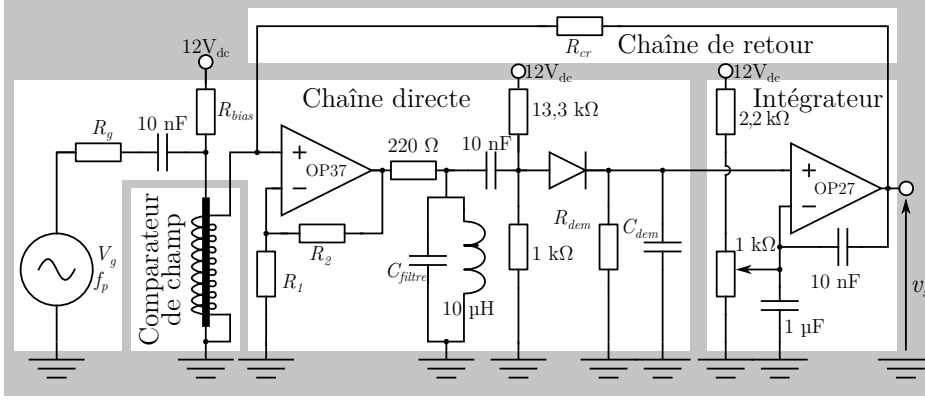 12V_dc
R_cr
Chaîne de retour
Chaîne directe
R_bias
R_g
10 nF
12V_dc
13,3 kΩ
12V_dc
Intégrateur
2,2 kΩ
220 Ω
10 nF
+
OP37
−
+
OP27
−
Comparateur
de champ
V_g
f_p
R_2
R_1
C_filtre
10 µH
1 kΩ
R_dem
C_dem
1 kΩ
10 nF
1 µF